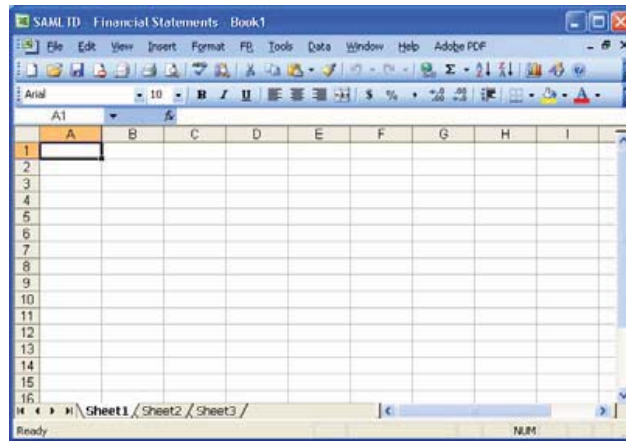 SAMLTD - Financial Statements - Book1
File Edit View Insert Format FR Tools Data Window Help Adobe PDF
Arial 10 B I U $ % ,
A1 fx
A B C D E F G H I
1
2
3
4
5
6
7
8
9
10
11
12
13
14
15
16
Sheet1 / Sheet2 / Sheet3 /
Ready NUM